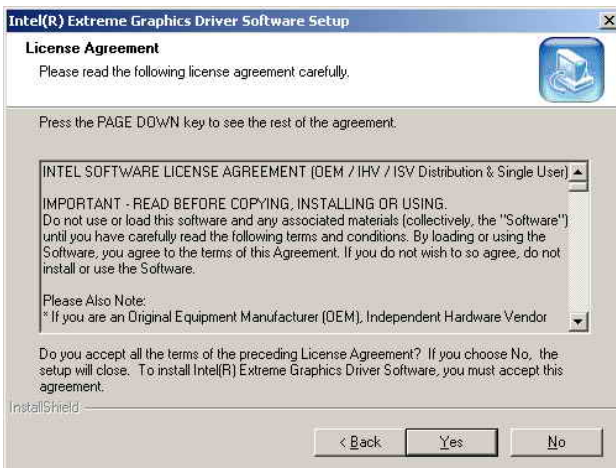 Intel(R) Extreme Graphics Driver Software Setup
License Agreement
Please read the following license agreement carefully.
Press the PAGE DOWN key to see the rest of the agreement.
INTEL SOFTWARE LICENSE AGREEMENT (OEM / IHV / ISV Distribution & Single User)
IMPORTANT - READ BEFORE COPYING, INSTALLING OR USING.
Do not use or load this software and any associated materials (collectively, the "Software")
until you have carefully read the following terms and conditions. By loading or using the
Software, you agree to the terms of this Agreement. If you do not wish to so agree, do not
install or use the Software.
Please Also Note:
* If you are an Original Equipment Manufacturer (OEM), Independent Hardware Vendor
Do you accept all the terms of the preceding License Agreement? If you choose No, the
setup will close. To install Intel(R) Extreme Graphics Driver Software, you must accept this
agreement.
InstallShield
< Back
Yes
No